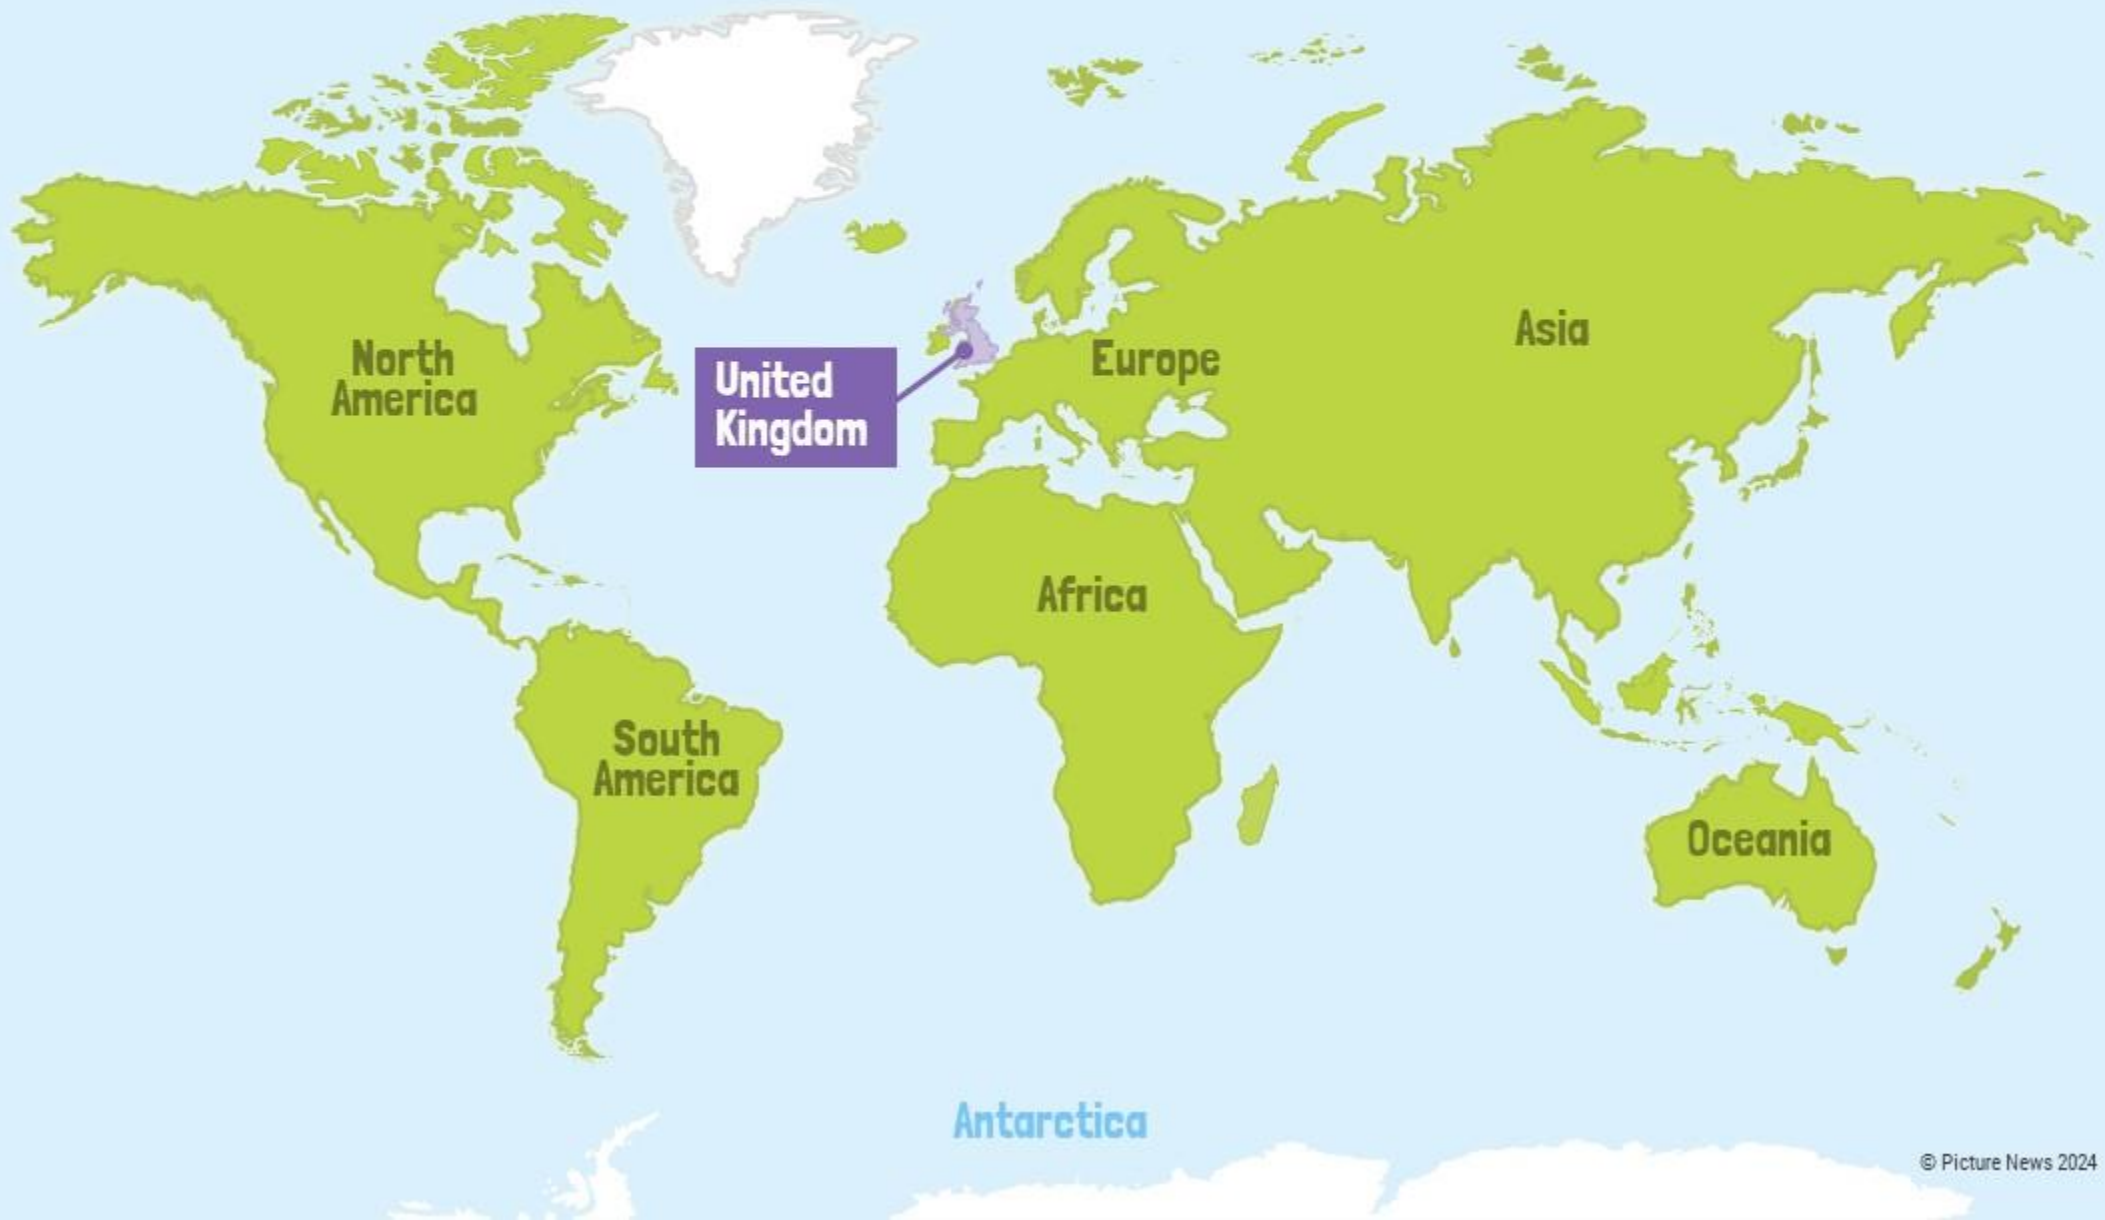 North
America
United
Kingdom
Europe
Asia
Africa
South
America
Oceania
Antarctica
© Picture News 2024